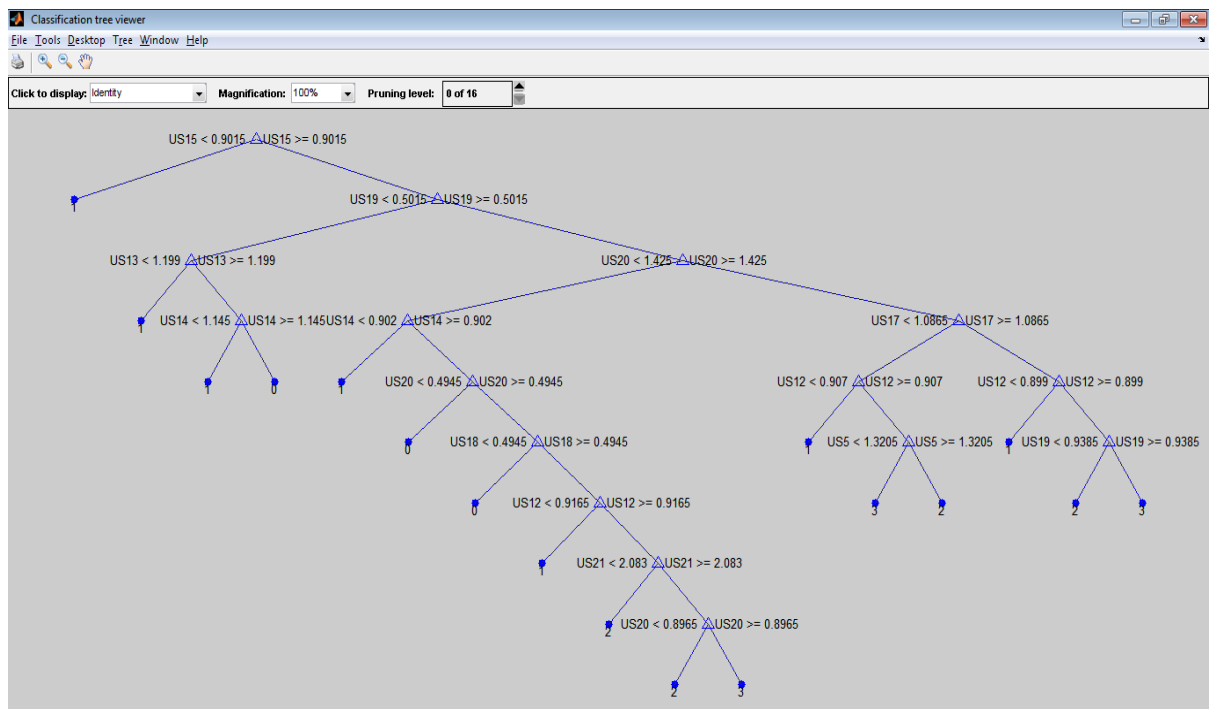 Classification tree viewer
File Tools Desktop Tree Window Help
Click to display: Identity Magnification: 100% Pruning level: 0 of 16
US15 < 0.9015 US15 >= 0.9015
1 US19 < 0.5015 US19 >= 0.5015
US13 < 1.199 US13 >= 1.199 US20 < 1.425 US20 >= 1.425
1 US14 < 1.145 US14 >= 1.145 US14 < 0.902 US14 >= 0.902 US17 < 1.0865 US17 >= 1.0865
1 0 1 US20 < 0.4945 US20 >= 0.4945 US12 < 0.907 US12 >= 0.907 US12 < 0.899 US12 >= 0.899
0 US18 < 0.4945 US18 >= 0.4945 1 US5 < 1.3205 US5 >= 1.3205 1 US19 < 0.9385 US19 >= 0.9385
0 US12 < 0.9165 US12 >= 0.9165 3 2 2 3
1 US21 < 2.083 US21 >= 2.083
2 US20 < 0.8965 US20 >= 0.8965
2 3